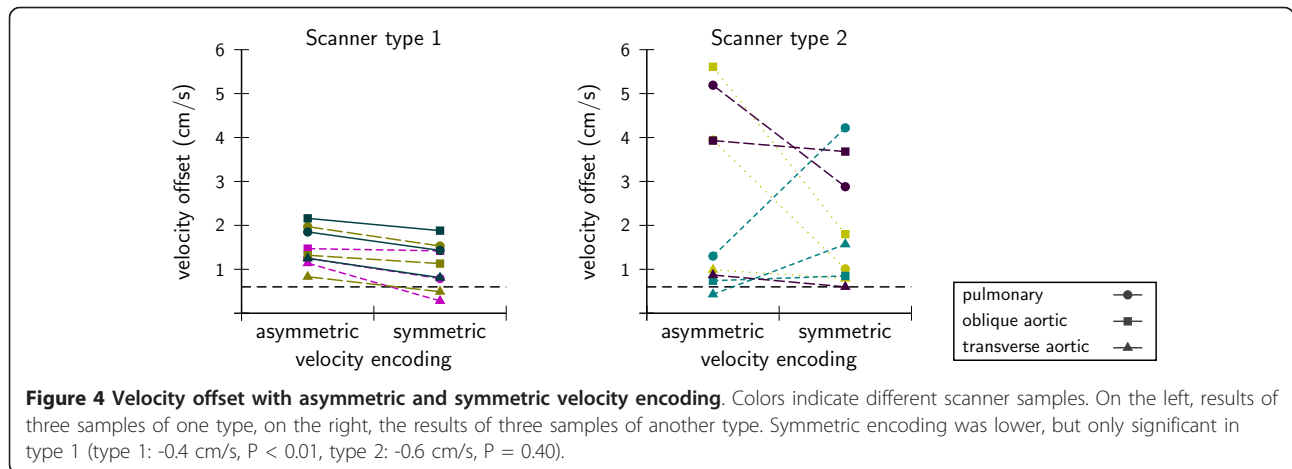 Scanner type 1
6
5
4
3
2
1
velocity offset (cm/s)
asymmetric symmetric
velocity encoding
Scanner type 2
6
5
4
3
2
1
velocity offset (cm/s)
asymmetric symmetric
velocity encoding
pulmonary
oblique aortic
transverse aortic
Figure 4 Velocity offset with asymmetric and symmetric velocity encoding. Colors indicate different scanner samples. On the left, results of
three samples of one type, on the right, the results of three samples of another type. Symmetric encoding was lower, but only significant in
type 1 (type 1: -0.4 cm/s, P < 0.01, type 2: -0.6 cm/s, P = 0.40).